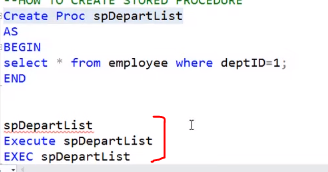 --HOW TO CREATE STORED PROCEDURE
Create Proc spDepartList
AS
BEGIN
select * from employee where deptID=1;
END
spDepartList
Execute spDepartList
EXEC spDepartList